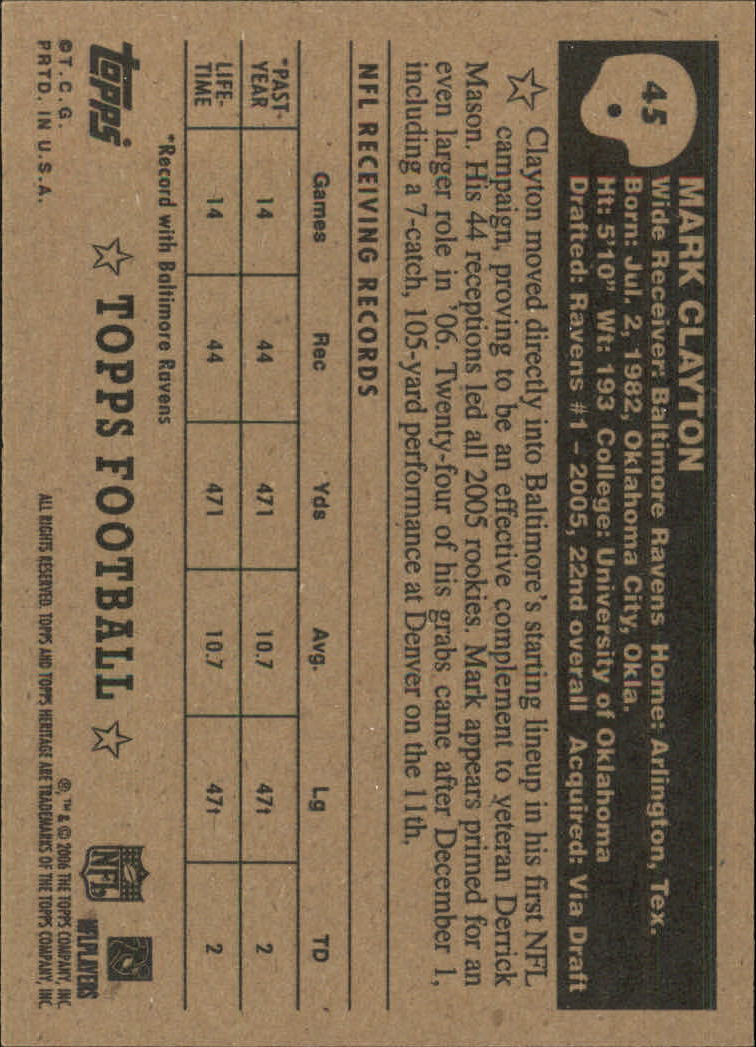 45
MARK CLAYTON
Wide Receiver: Baltimore Ravens Home: Arlington, Tex.
Born: Jul. 2, 1982, Oklahoma City, Okla.
Ht: 5'10" Wt: 193 College: University of Oklahoma
Drafted: Ravens #1 – 2005, 22nd overall Acquired: Via Draft
Clayton moved directly into Baltimore's starting lineup in his first NFL
campaign, proving to be an effective complement to veteran Derrick
Mason. His 44 receptions led all 2005 rookies. Mark appears primed for an
even larger role in '06. Twenty-four of his grabs came after December 1,
including a 7-catch, 105-yard performance at Denver on the 11th.
NFL RECEIVING RECORDS
Games Rec Yds Avg. Lg TD
*PAST-
YEAR 14 44 471 10.7 47t 2
LIFE-
TIME 14 44 471 10.7 47t 2
*Record with Baltimore Ravens
topps®
☆ TOPPS FOOTBALL ☆
NFL
NFLPLAYERS
©T.C.G.
PRTD. IN U.S.A.
®, ™ & © 2006 THE TOPPS COMPANY, INC.
ALL RIGHTS RESERVED. TOPPS AND TOPPS HERITAGE ARE TRADEMARKS OF THE TOPPS COMPANY, INC.